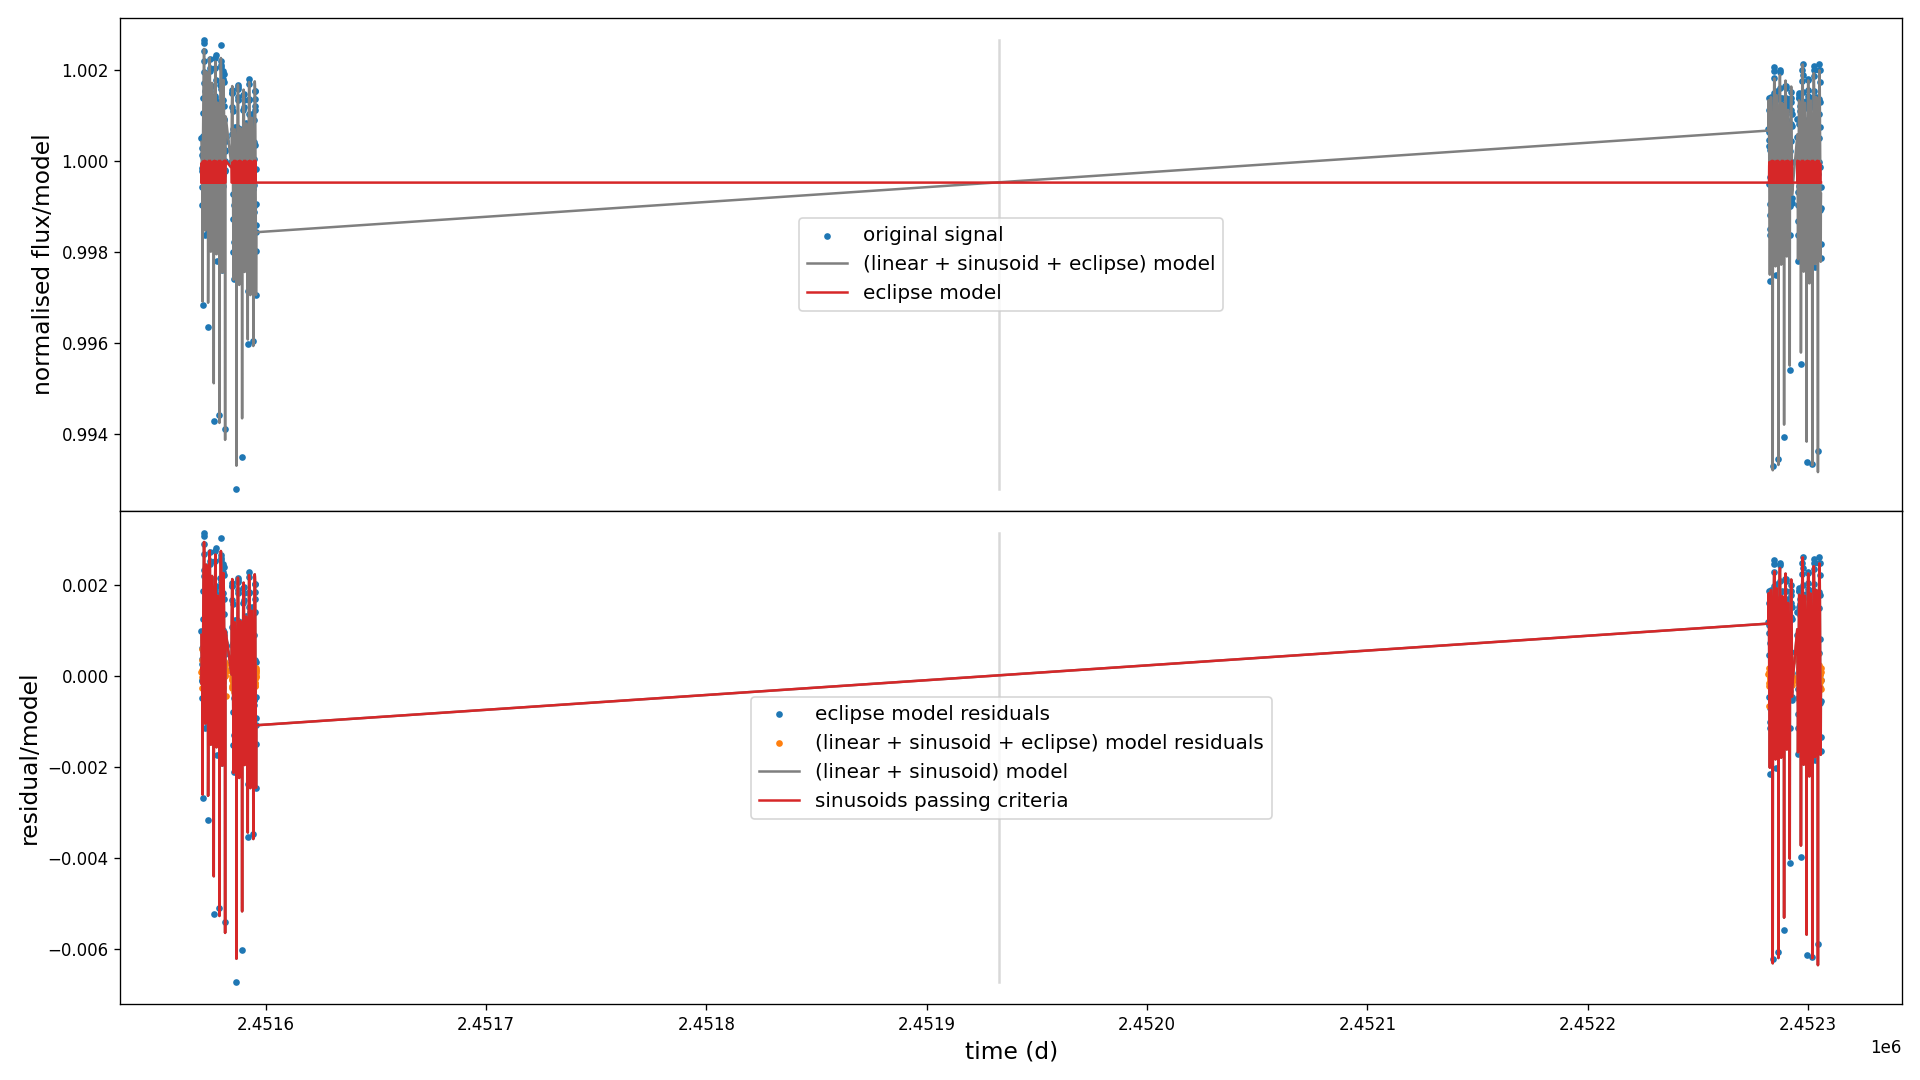 1.002
1.000
0.998
0.996
0.994
normalised flux/model
original signal
(linear + sinusoid + eclipse) model
eclipse model
0.002
0.000
−0.002
−0.004
−0.006
residual/model
eclipse model residuals
(linear + sinusoid + eclipse) model residuals
(linear + sinusoid) model
sinusoids passing criteria
2.4516 2.4517 2.4518 2.4519 2.4520 2.4521 2.4522 2.4523
1e6
time (d)